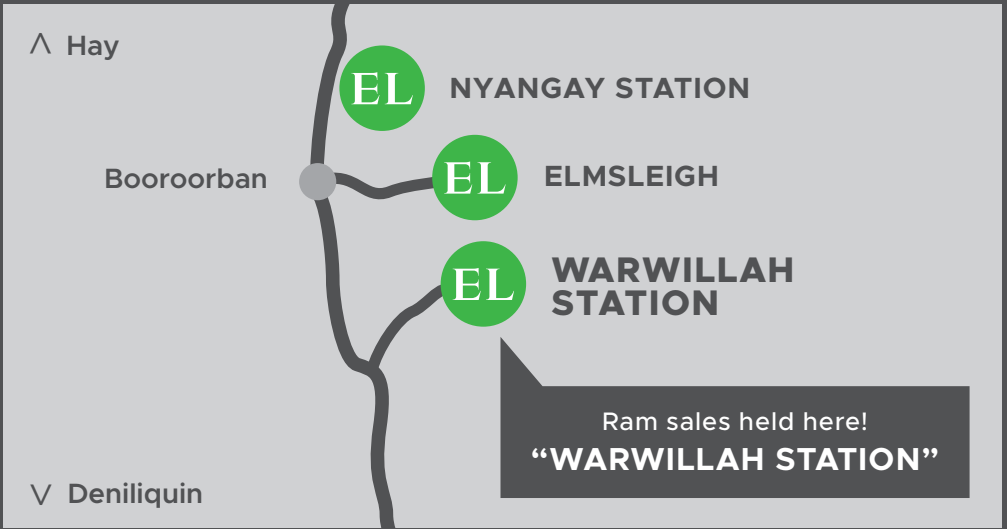 Hay
EL NYANGAY STATION
Booroorban
EL ELMSLEIGH
EL WARWILLAH
STATION
Ram sales held here!
“WARWILLAH STATION”
Deniliquin